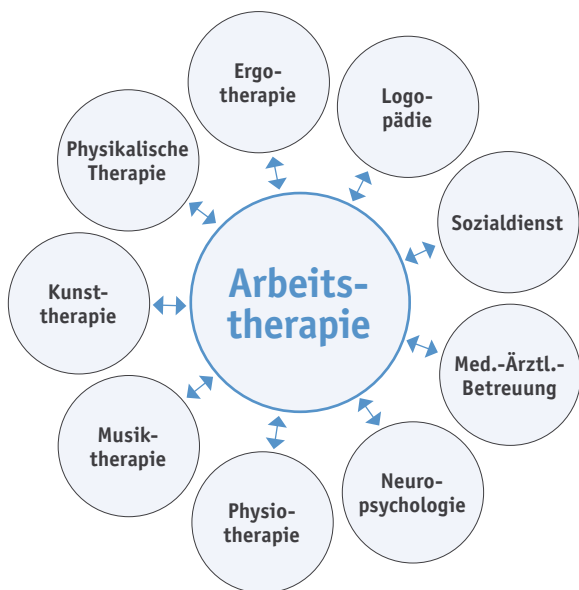 Ergo-
therapie
Logo-
pädie
Physikalische
Therapie
Sozialdienst
Arbeits-
therapie
Kunst-
therapie
Med.-Ärztl.-
Betreuung
Musik-
therapie
Neuro-
psychologie
Physio-
therapie